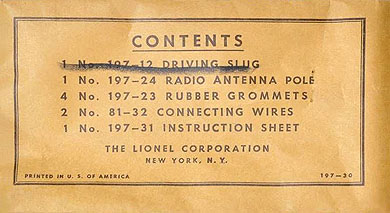 CONTENTS
1 No. 197-12 DRIVING SLUG
1 No. 197-24 RADIO ANTENNA POLE
4 No. 197-23 RUBBER GROMMETS
2 No. 81-32 CONNECTING WIRES
1 No. 197-31 INSTRUCTION SHEET
THE LIONEL CORPORATION
NEW YORK, N.Y.
PRINTED IN U. S. OF AMERICA 197-30